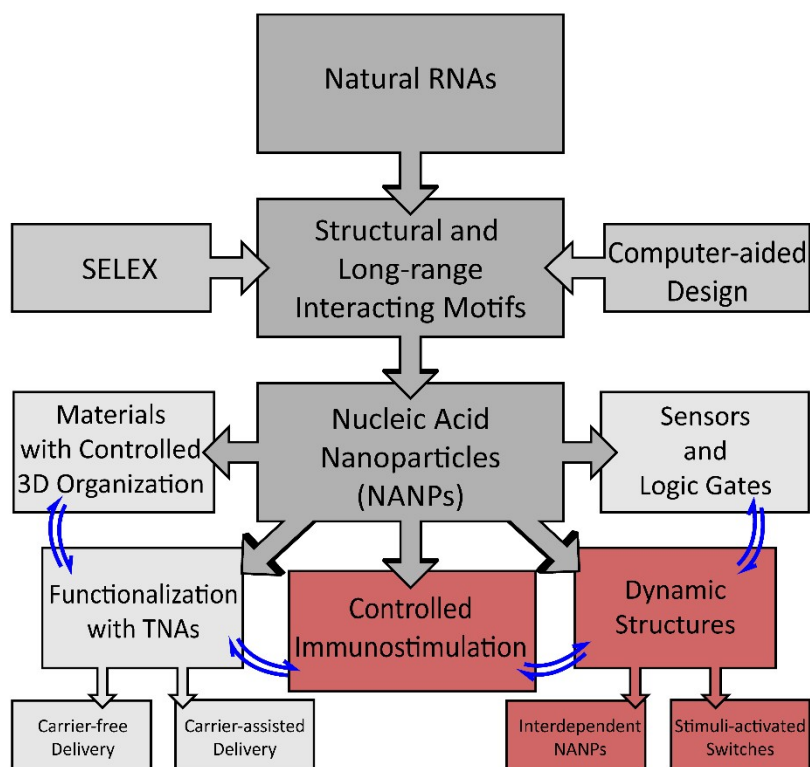 Natural RNAs
SELEX
Structural and
Long-range
Interacting Motifs
Computer-aided
Design
Materials
with Controlled
3D Organization
Nucleic Acid
Nanoparticles
(NANPs)
Sensors
and
Logic Gates
Functionalization
with TNAs
Controlled
Immunostimulation
Dynamic
Structures
Carrier-free
Delivery
Carrier-assisted
Delivery
Interdependent
NANPs
Stimuli-activated
Switches